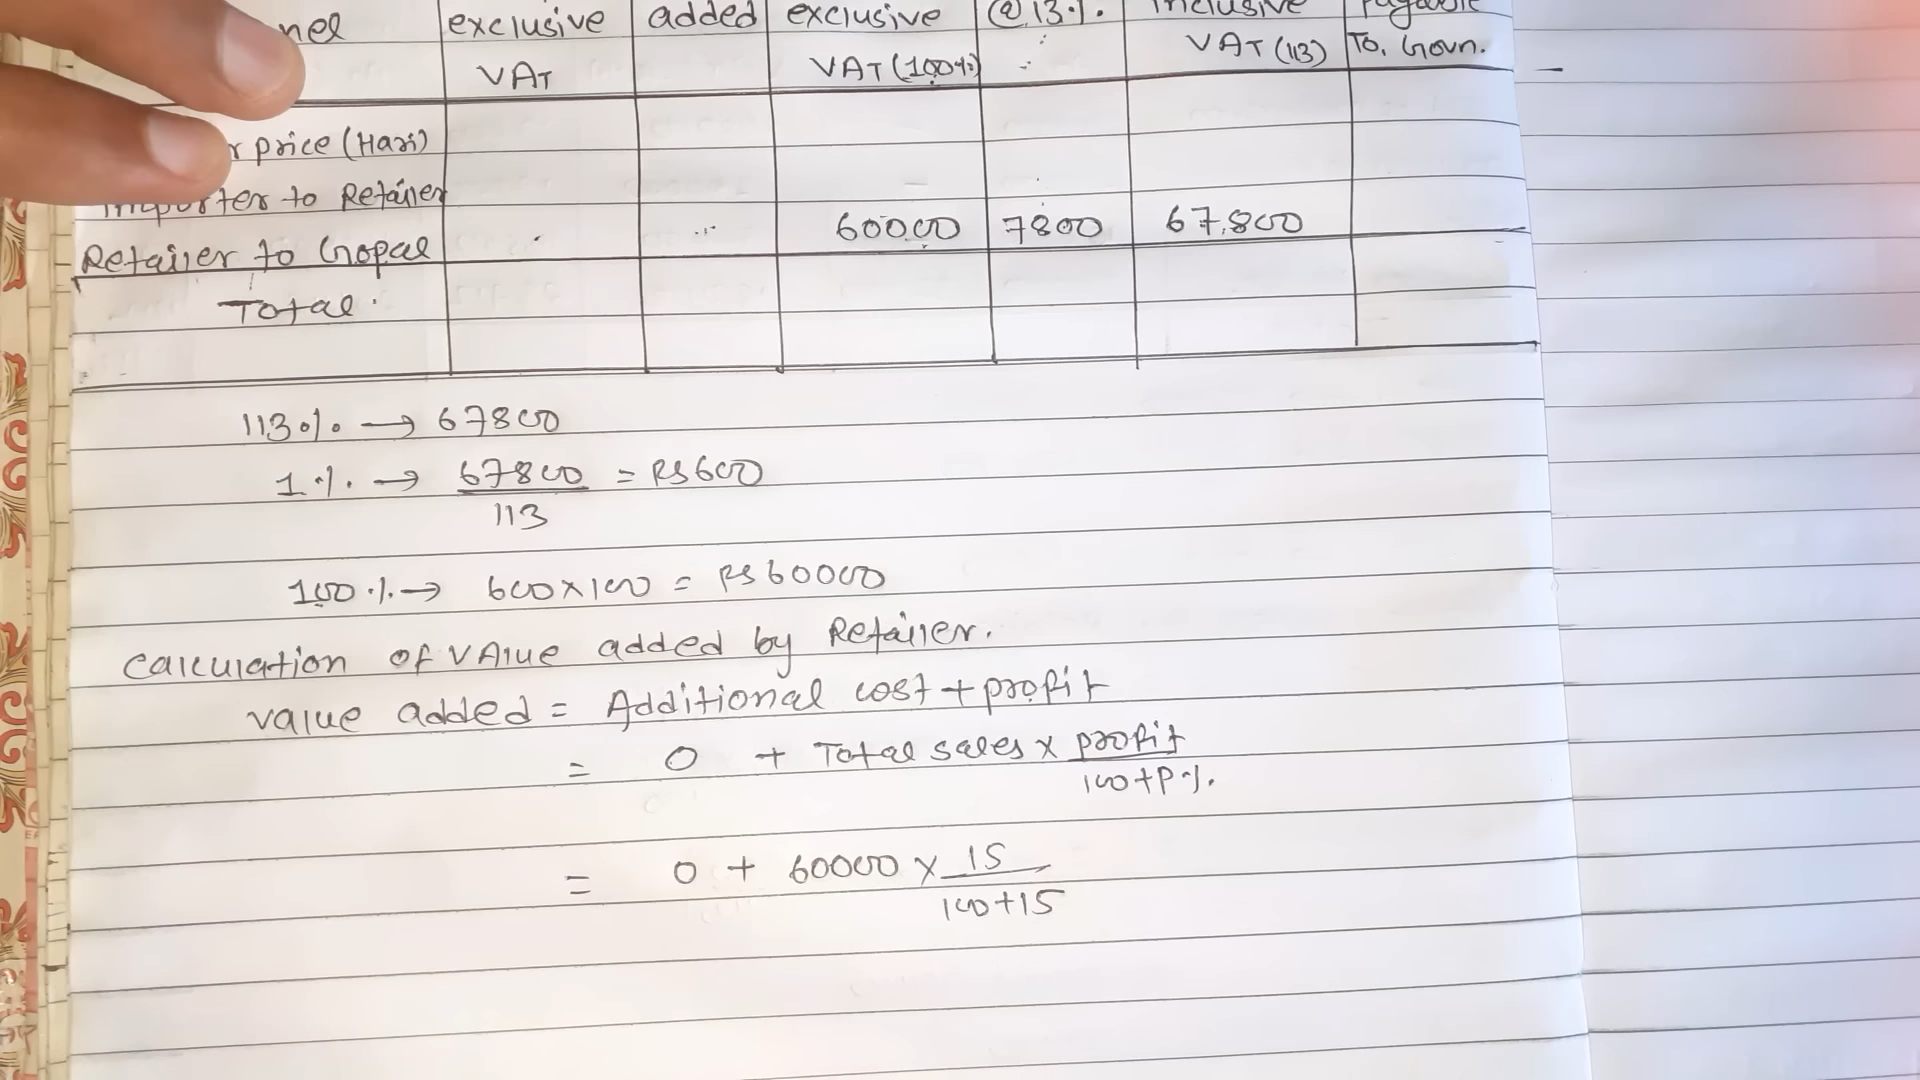 nel exclusive added exclusive @13%. inclusive payable
VAT VAT (100%) VAT (113) To. Govn.
r price (Hari)
Importer to Retailer
Retailer to Gopal 60000 7800 67,800
Total.
113% → 67800
1% → 67800/113 = RS 600
100% → 600 × 100 = RS 60000
calculation of VAlue added by Retailer.
value added = Additional cost + profit
= 0 + Total sales × profit/100+P%.
= 0 + 60000 × 15/100+15